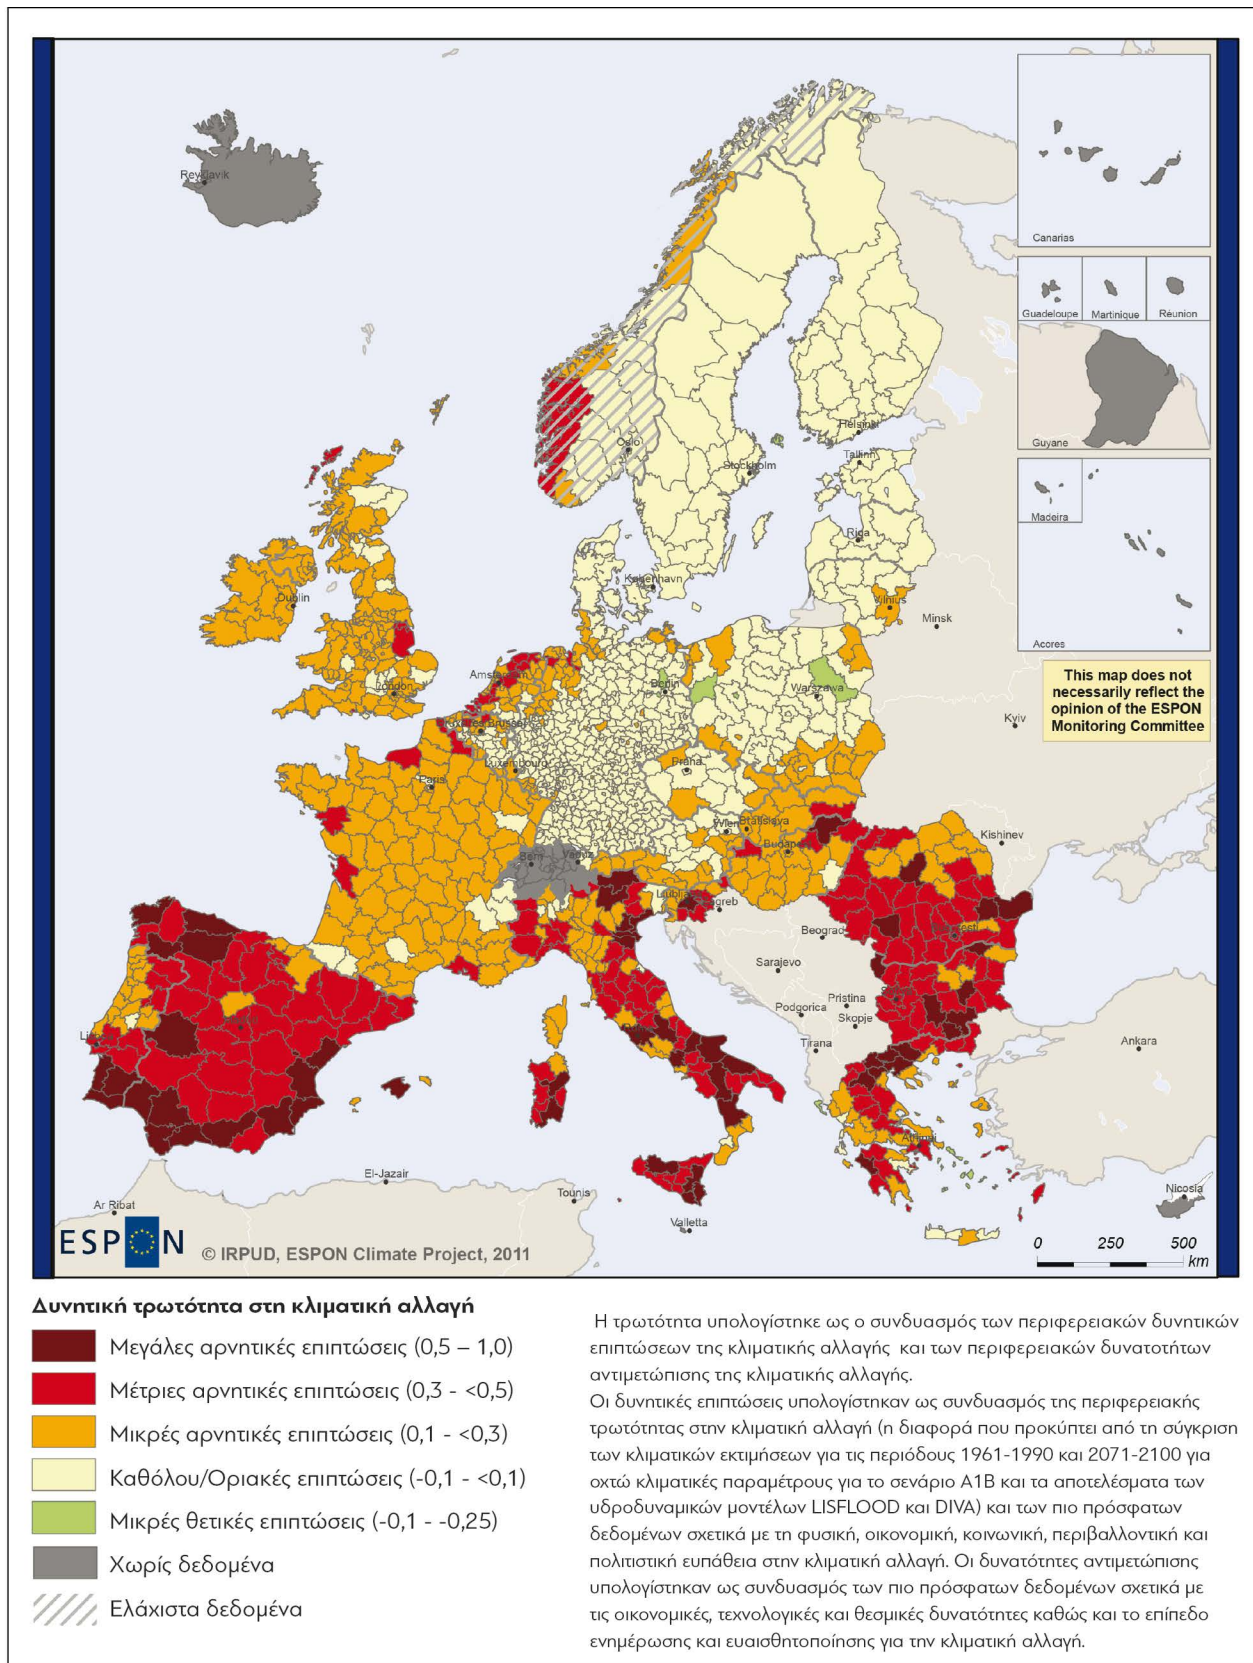 Reykjavik
Canarias
Guadeloupe
Martinique
Réunion
Guyane
Helsinki
Oslo
Tallinn
Stockholm
Madeira
Riga
København
Dublin
Vilnius
Minsk
Acores
This map does not
necessarily reflect the
opinion of the ESPON
Monitoring Committee
Amsterdam
London
Berlin
Warszawa
Kyiv
Luxembourg
Praha
Paris
Wien
Bratislava
Kishinev
Bern
Vaduz
Budapest
Ljubljana
Zagreb
Beograd
Bucuresti
Sarajevo
Podgorica
Pristina
Skopje
Tirana
Ankara
El-Jazair
Tounis
Nicosia
Ar Ribat
Valletta
ESPON
© IRPUD, ESPON Climate Project, 2011
0 250 500
km
Δυνητική τρωτότητα στη κλιματική αλλαγή
Μεγάλες αρνητικές επιπτώσεις (0,5 – 1,0)
Μέτριες αρνητικές επιπτώσεις (0,3 - <0,5)
Μικρές αρνητικές επιπτώσεις (0,1 - <0,3)
Καθόλου/Οριακές επιπτώσεις (-0,1 - <0,1)
Μικρές θετικές επιπτώσεις (-0,1 - -0,25)
Χωρίς δεδομένα
Ελάχιστα δεδομένα
Η τρωτότητα υπολογίστηκε ως ο συνδυασμός των περιφερειακών δυνητικών
επιπτώσεων της κλιματικής αλλαγής και των περιφερειακών δυνατοτήτων
αντιμετώπισης της κλιματικής αλλαγής.
Οι δυνητικές επιπτώσεις υπολογίστηκαν ως συνδυασμός της περιφερειακής
τρωτότητας στην κλιματική αλλαγή (η διαφορά που προκύπτει από τη σύγκριση
των κλιματικών εκτιμήσεων για τις περιόδους 1961-1990 και 2071-2100 για
οχτώ κλιματικές παραμέτρους για το σενάριο A1B και τα αποτελέσματα των
υδροδυναμικών μοντέλων LISFLOOD και DIVA) και των πιο πρόσφατων
δεδομένων σχετικά με τη φυσική, οικονομική, κοινωνική, περιβαλλοντική και
πολιτιστική ευπάθεια στην κλιματική αλλαγή. Οι δυνατότητες αντιμετώπισης
υπολογίστηκαν ως συνδυασμός των πιο πρόσφατων δεδομένων σχετικά με
τις οικονομικές, τεχνολογικές και θεσμικές δυνατότητες καθώς και το επίπεδο
ενημέρωσης και ευαισθητοποίησης για την κλιματική αλλαγή.